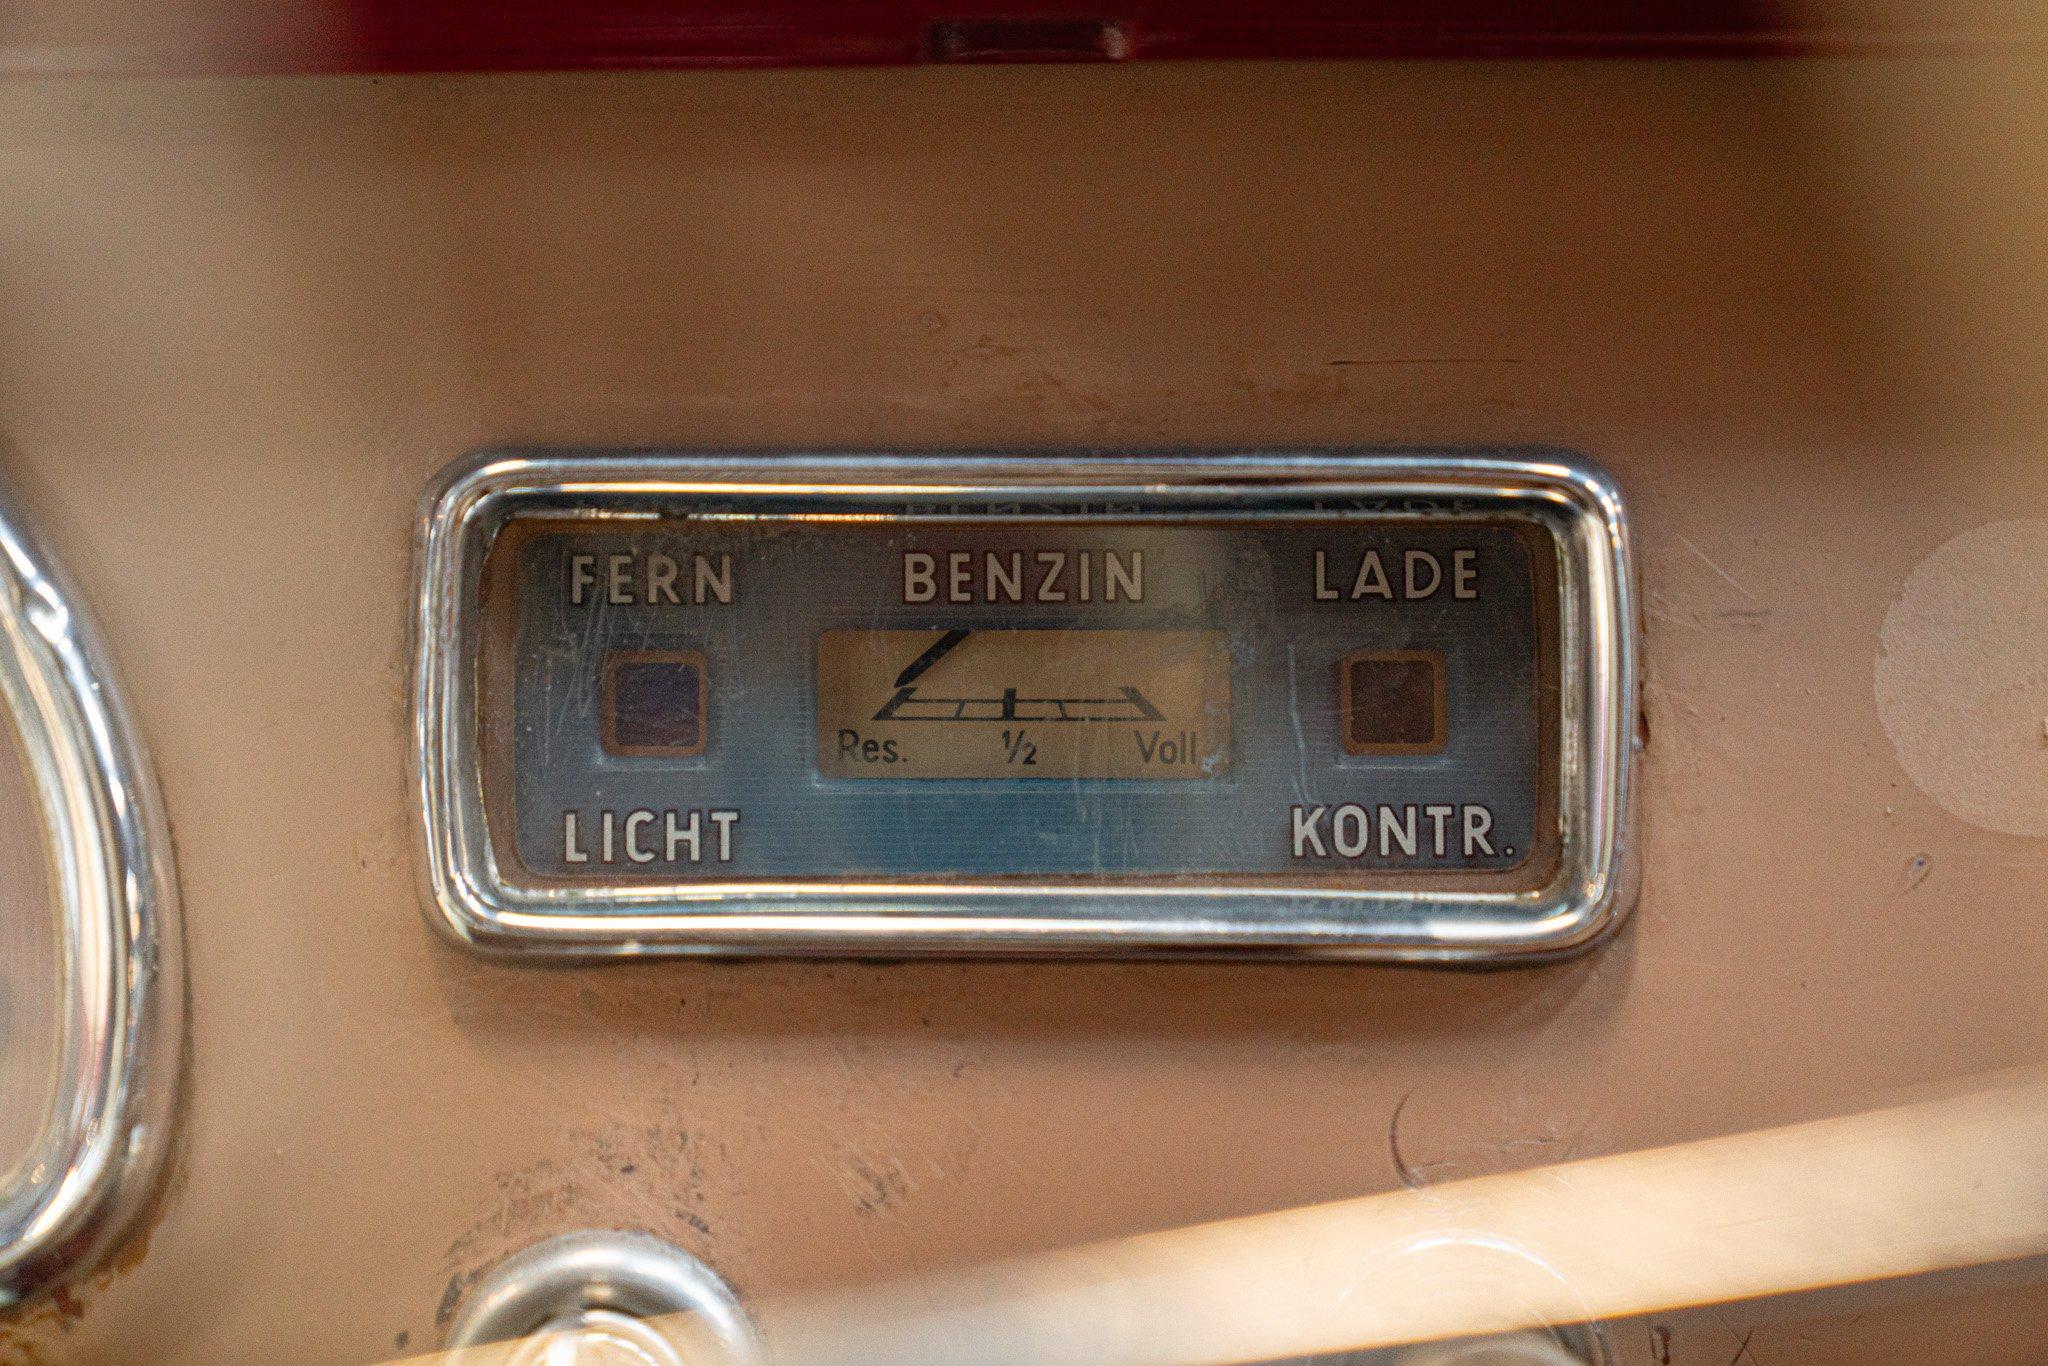 FERN BENZIN LADE
Res. ½ Voll
LICHT KONTR.